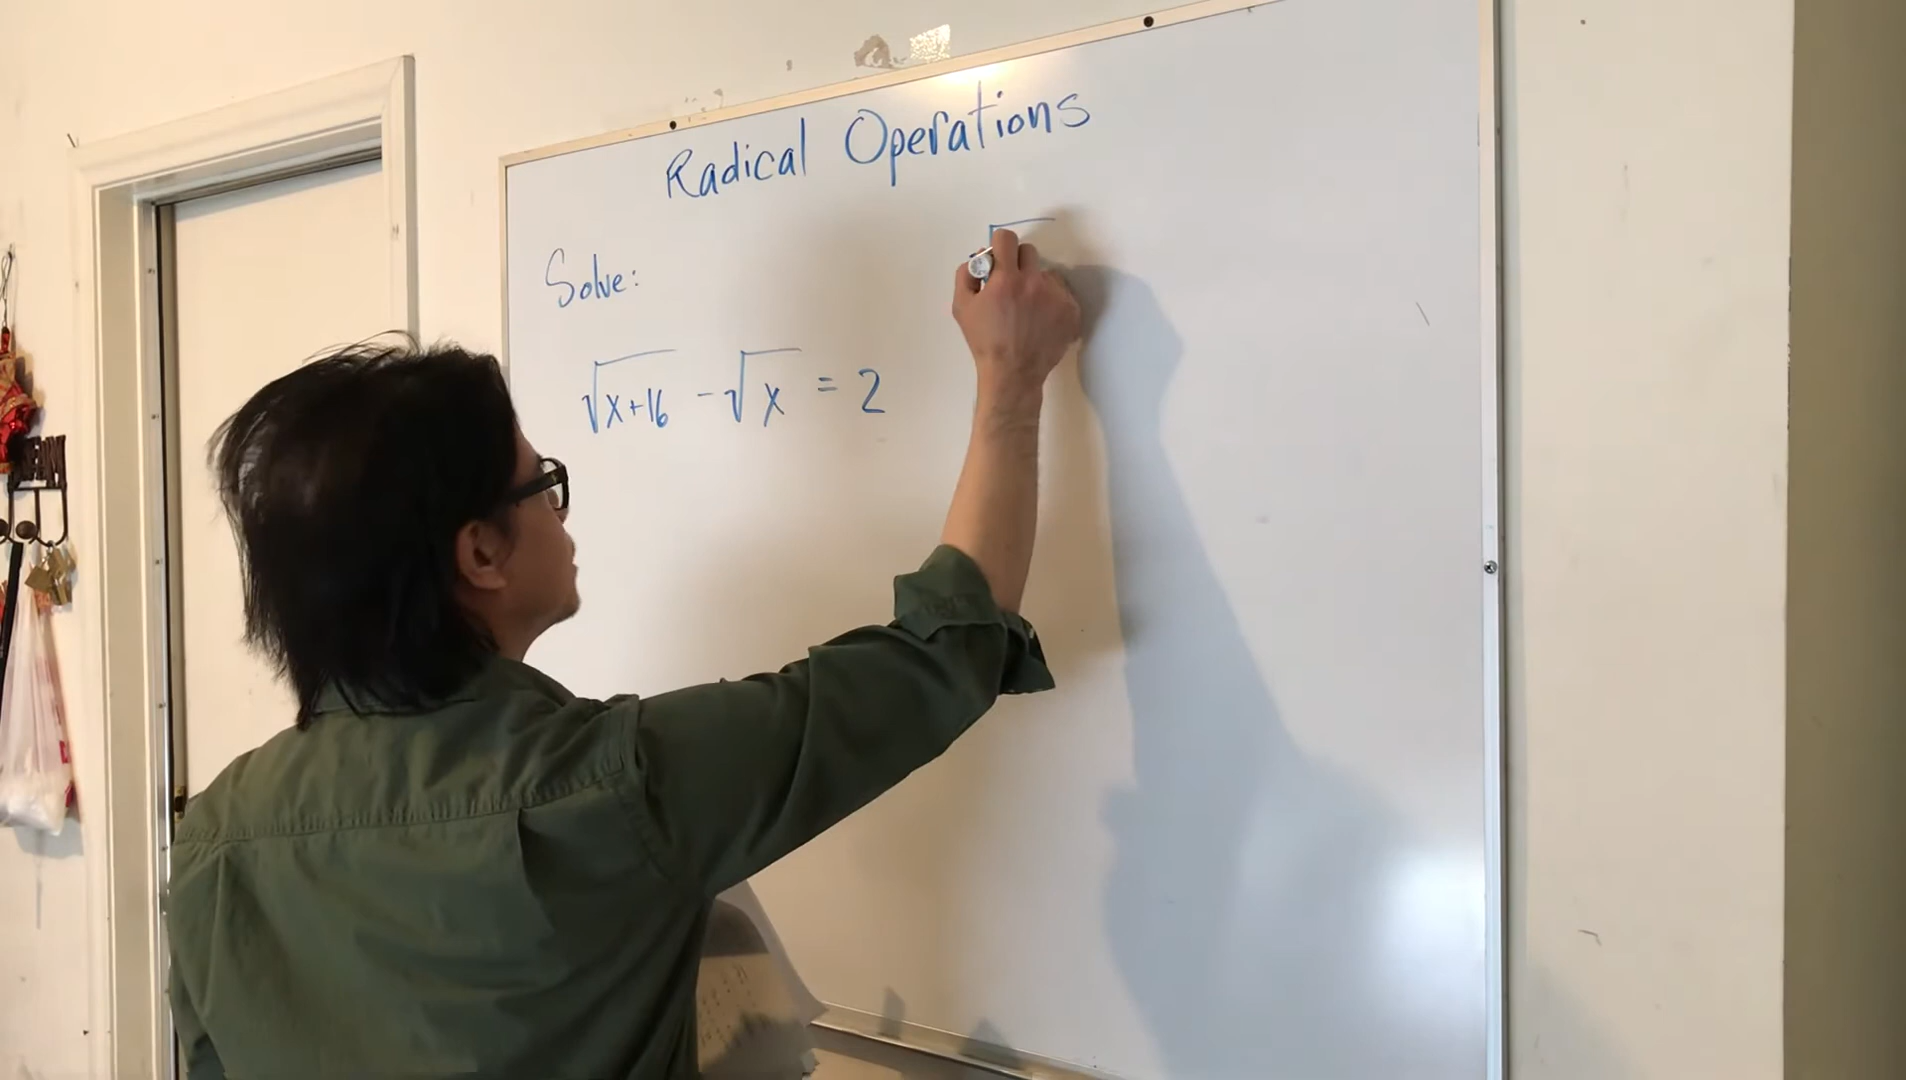 Radical Operations
Solve:
√x+16 - √x = 2